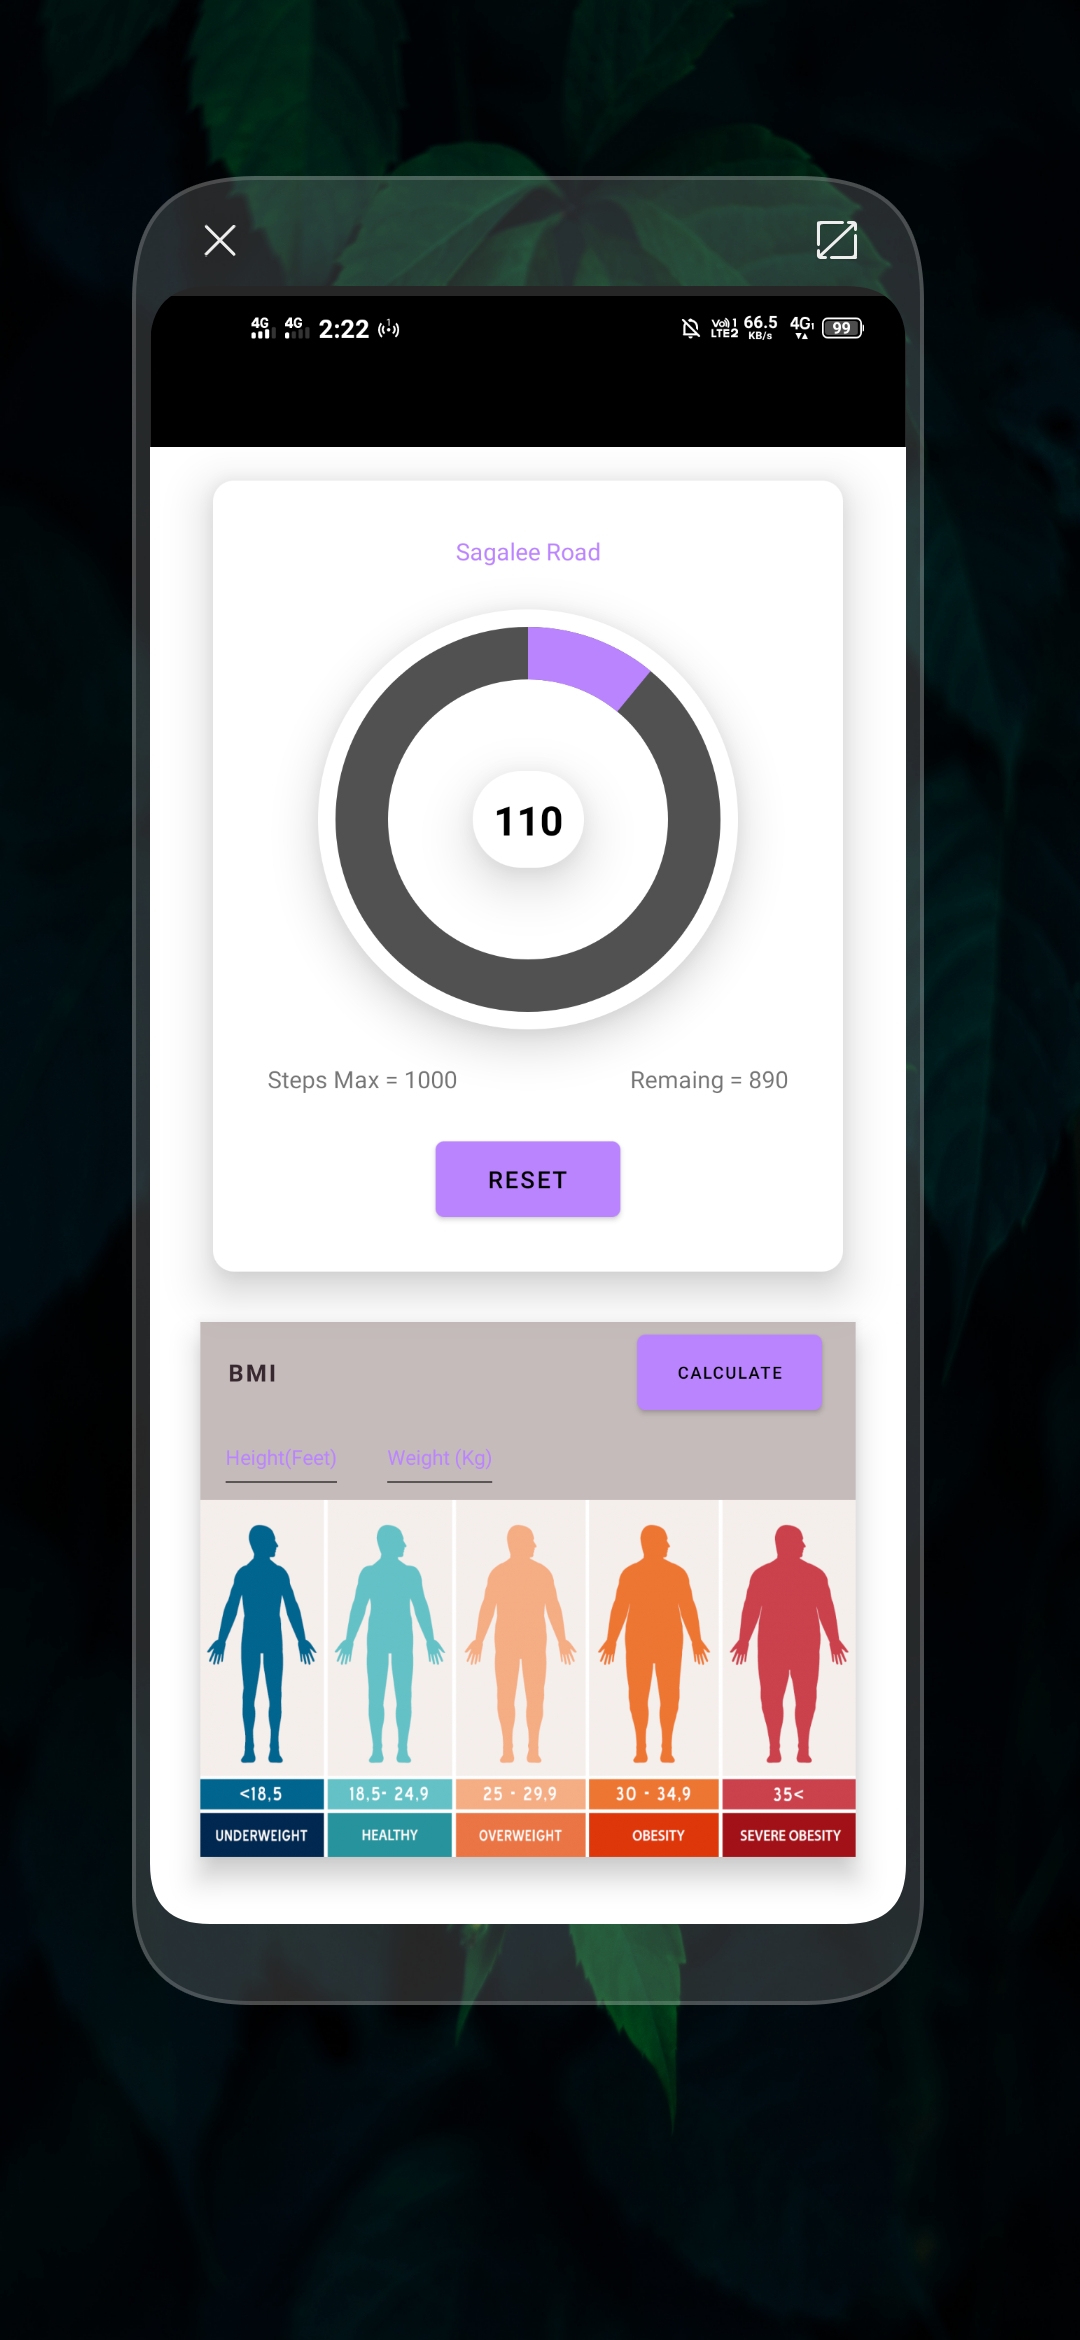 4G 4G 2:22 Vo)) 1 LTE2 66.5 KB/s 4G 99
Sagalee Road
110
Steps Max = 1000 Remaing = 890
RESET
BMI CALCULATE
Height(Feet) Weight (Kg)
<18,5 18,5- 24,9 25 - 29,9 30 - 34,9 35<
UNDERWEIGHT HEALTHY OVERWEIGHT OBESITY SEVERE OBESITY